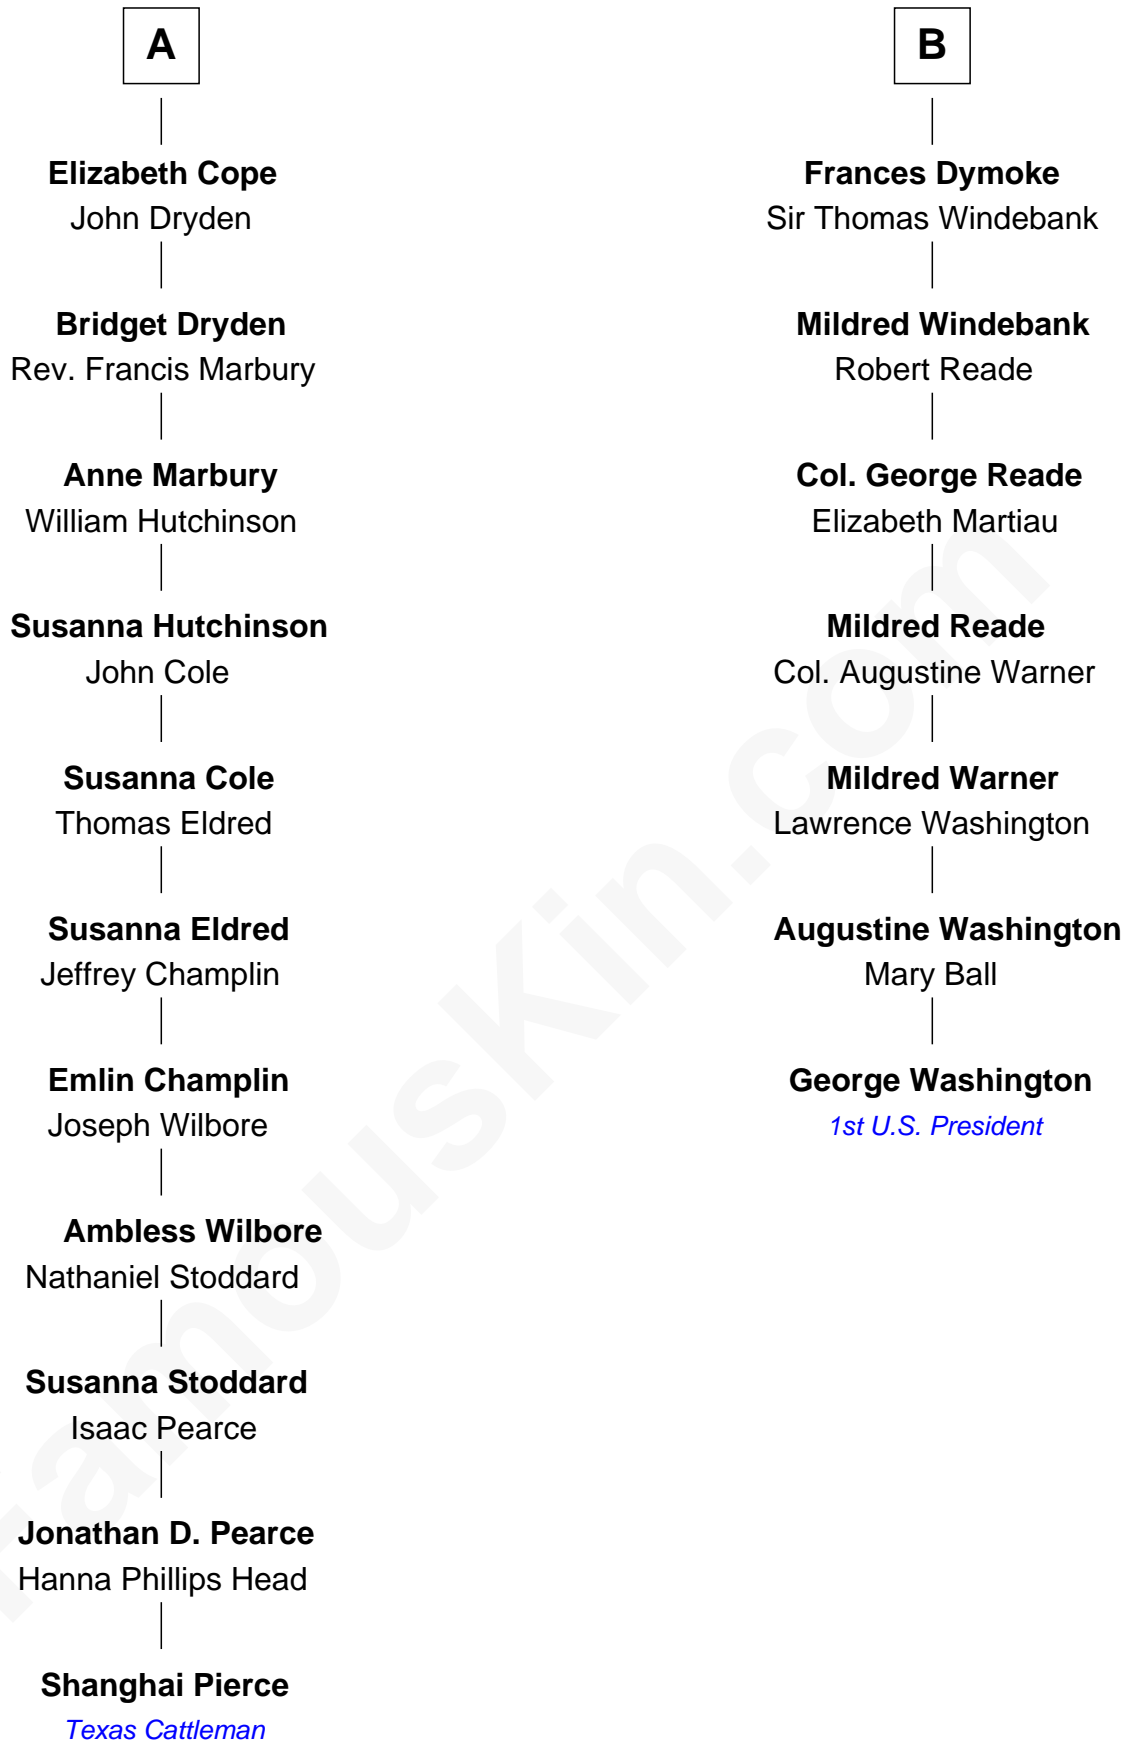 A
Elizabeth Cope
John Dryden
Bridget Dryden
Rev. Francis Marbury
Anne Marbury
William Hutchinson
Susanna Hutchinson
John Cole
Susanna Cole
Thomas Eldred
Susanna Eldred
Jeffrey Champlin
Emlin Champlin
Joseph Wilbore
Ambless Wilbore
Nathaniel Stoddard
Susanna Stoddard
Isaac Pearce
Jonathan D. Pearce
Hanna Phillips Head
Shanghai Pierce
Texas Cattleman
B
Frances Dymoke
Sir Thomas Windebank
Mildred Windebank
Robert Reade
Col. George Reade
Elizabeth Martiau
Mildred Reade
Col. Augustine Warner
Mildred Warner
Lawrence Washington
Augustine Washington
Mary Ball
George Washington
1st U.S. President
FamousKin.com